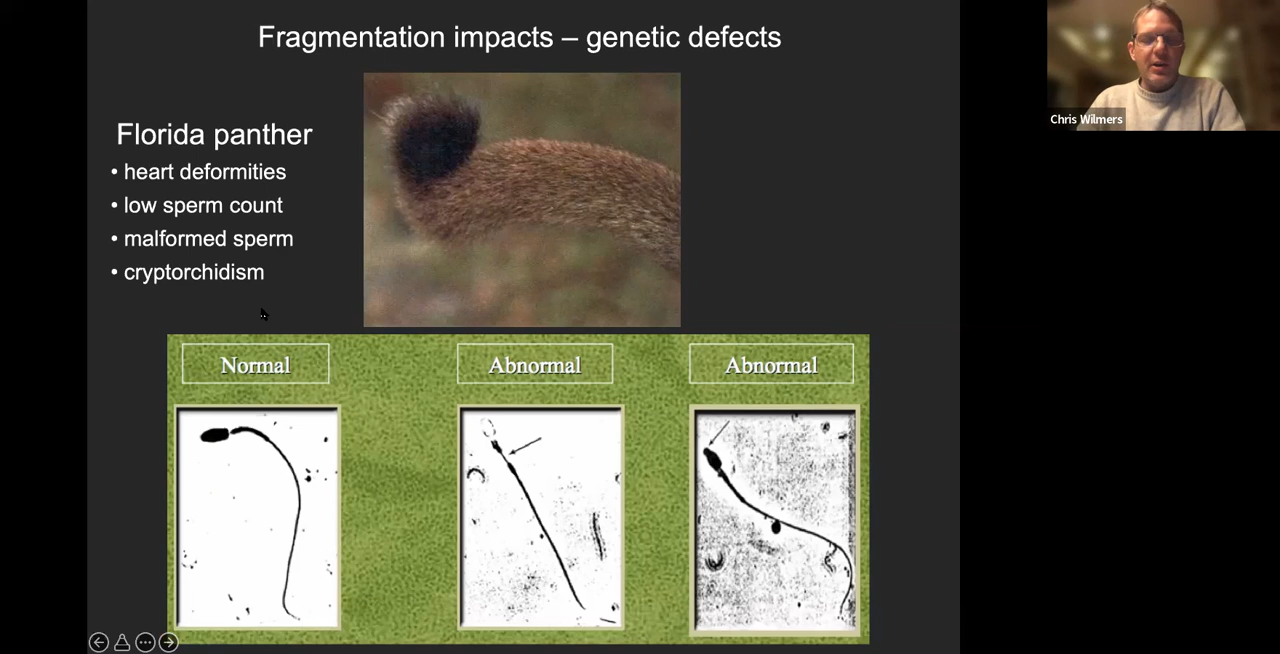 Fragmentation impacts – genetic defects
Florida panther
• heart deformities
• low sperm count
• malformed sperm
• cryptorchidism
Normal
Abnormal
Abnormal
Chris Wilmers